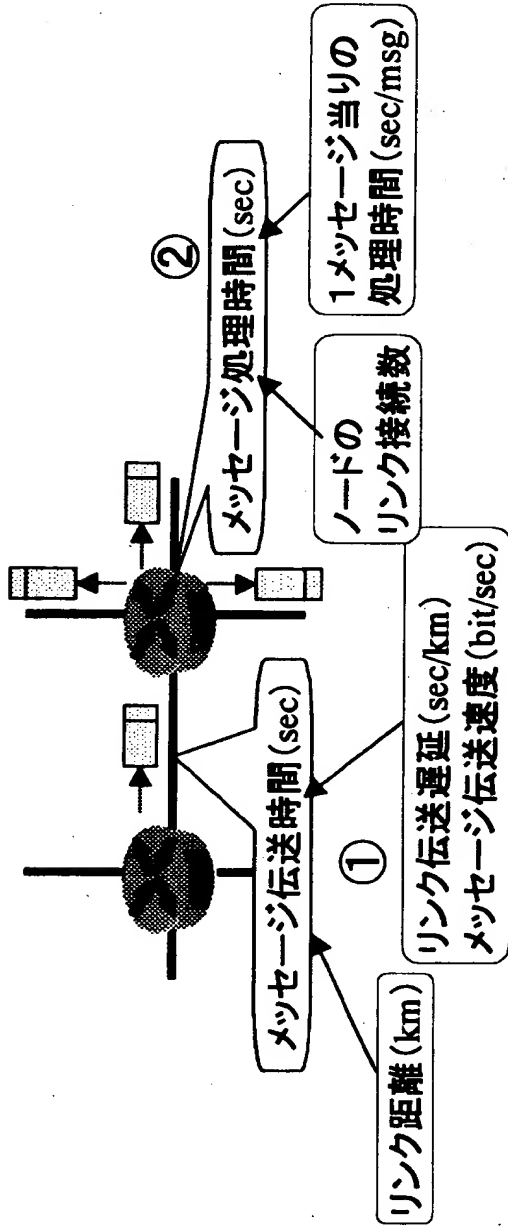 ②
メッセージ処理時間(sec)
1メッセージ当りの
処理時間(sec/msg)
ノードの
リンク接続数
メッセージ伝送時間(sec)
①
リンク伝送遅延(sec/km)
メッセージ伝送速度(bit/sec)
リンク距離(km)